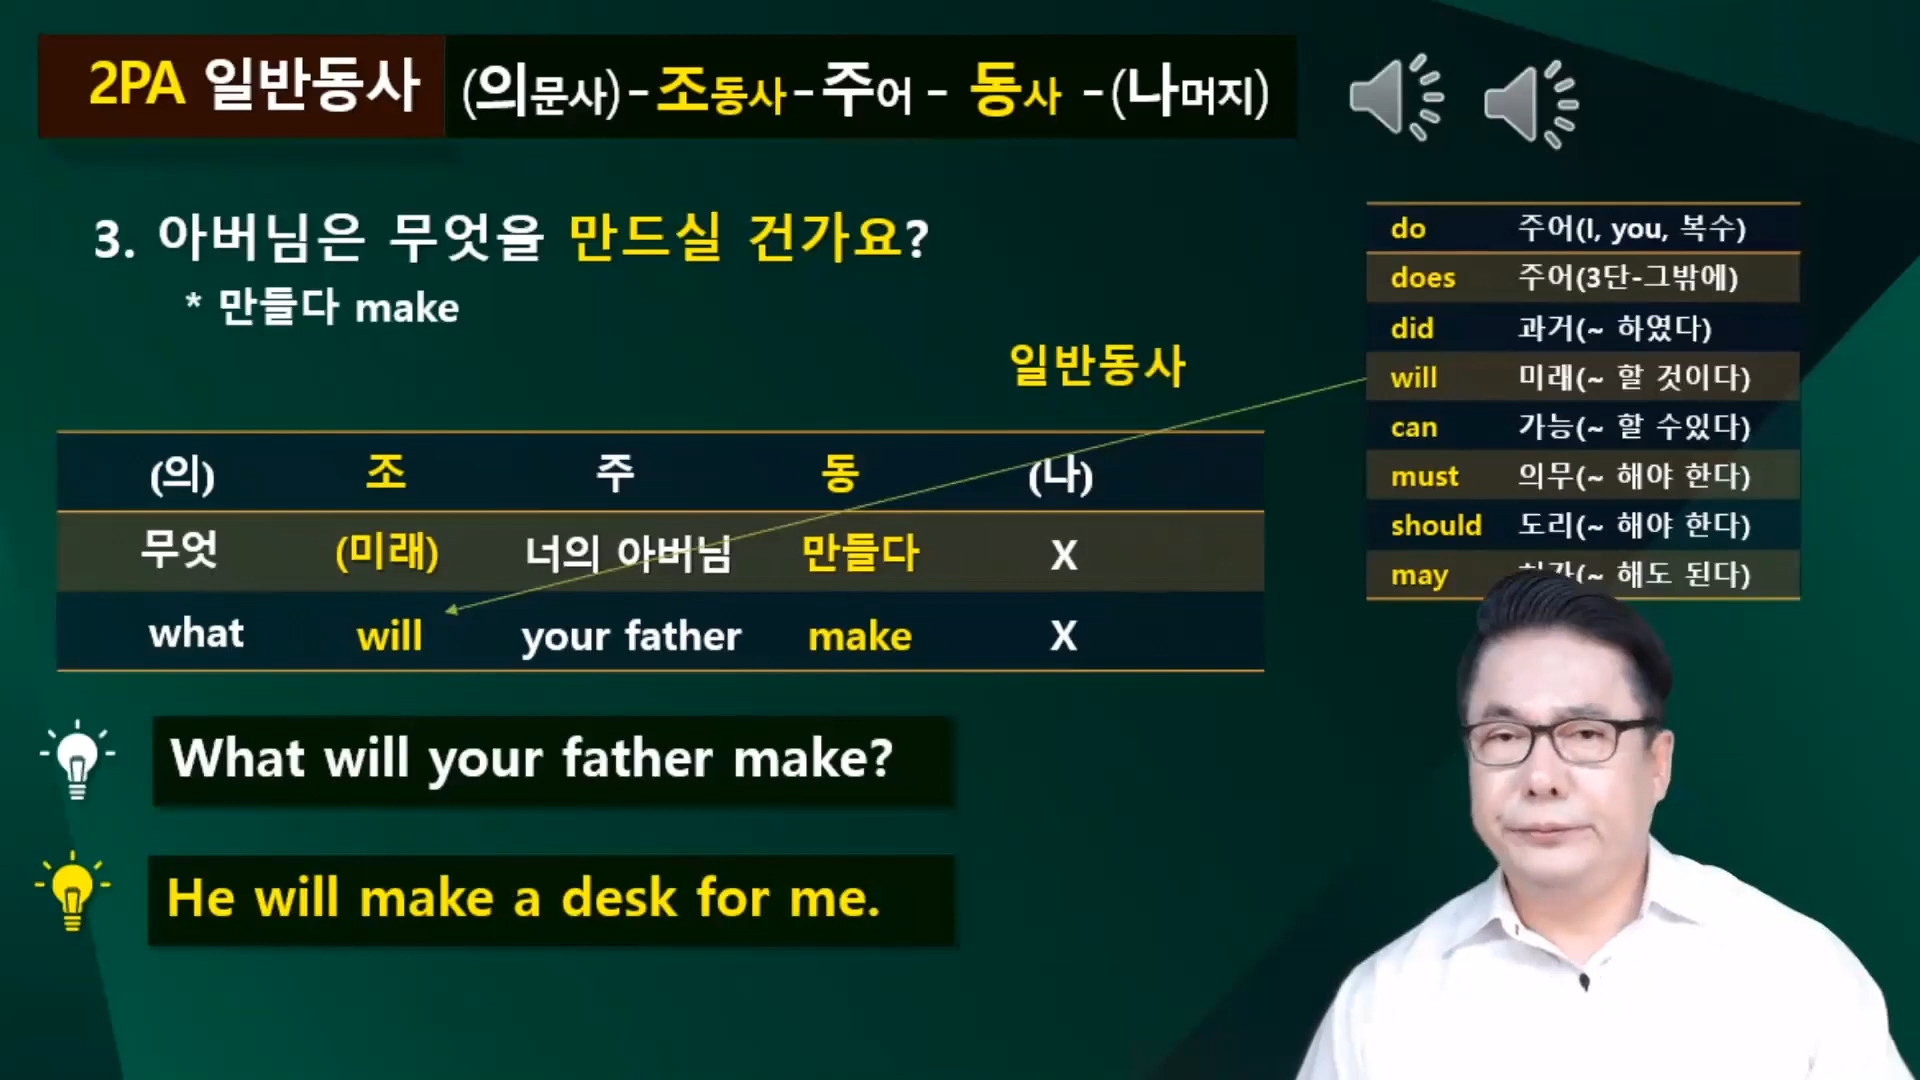 2PA 일반동사 (의문사)-조동사-주어 - 동사 -(나머지)
3. 아버님은 무엇을 만드실 건가요?
* 만들다 make
일반동사
(의) 조 주 동 (나)
무엇 (미래) 너의 아버님 만들다 X
what will your father make X
What will your father make?
He will make a desk for me.
do 주어(I, you, 복수)
does 주어(3단-그밖에)
did 과거(~ 하였다)
will 미래(~ 할 것이다)
can 가능(~ 할 수있다)
must 의무(~ 해야 한다)
should 도리(~ 해야 한다)
may (~ 해도 된다)